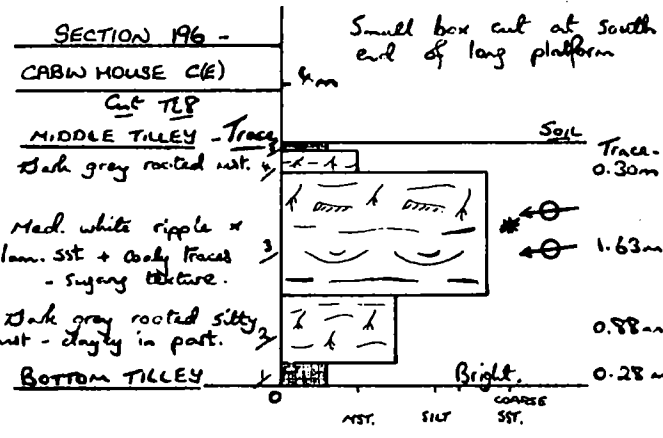 SECTION 196 -
CABIN HOUSE C(E)
Cut TL8
Small box cut at South
end of long platform
4m
MIDDLE TILLEY - Trace
SOIL
5
Trace.
Dark grey rooted mst. 4
0.30m
Med. white ripple x
lam. sst + coaly traces
- sugary texture.
3
1.63m
Dark grey rooted silty
mst - clayey in part.
2
0.88m
BOTTOM TILLEY
1
Bright.
0.28m
0
MST.
SILT
COARSE
SST.